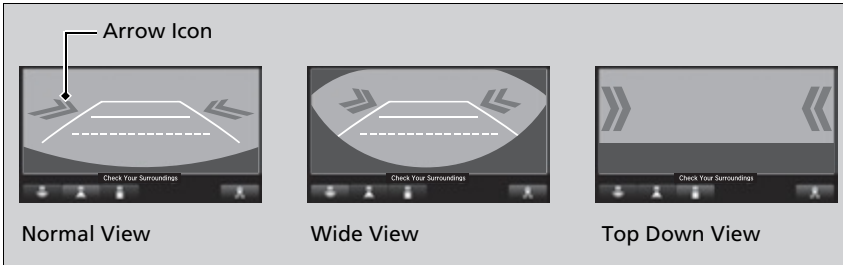 Arrow Icon
Check Your Surroundings
Check Your Surroundings
Check Your Surroundings
Normal View
Wide View
Top Down View